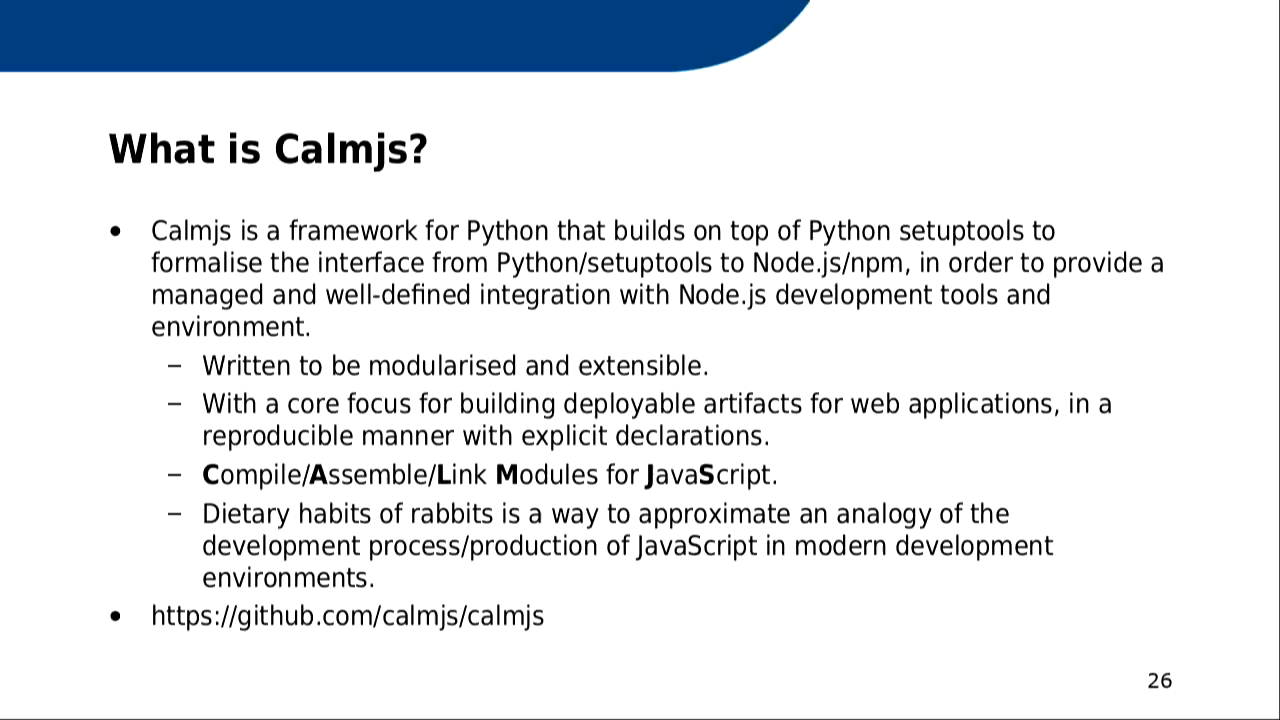 What is Calmjs?
● Calmjs is a framework for Python that builds on top of Python setuptools to
formalise the interface from Python/setuptools to Node.js/npm, in order to provide a
managed and well-defined integration with Node.js development tools and
environment.
– Written to be modularised and extensible.
– With a core focus for building deployable artifacts for web applications, in a
reproducible manner with explicit declarations.
– Compile/Assemble/Link Modules for JavaScript.
– Dietary habits of rabbits is a way to approximate an analogy of the
development process/production of JavaScript in modern development
environments.
● https://github.com/calmjs/calmjs
26